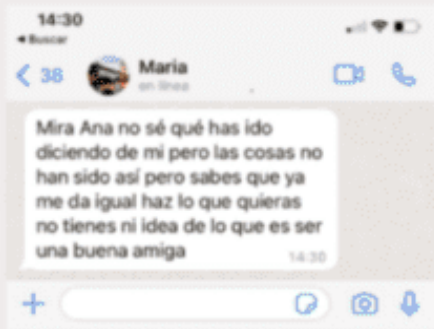 14:30
Buscar
38
Maria
en línea
Mira Ana no sé qué has ido
diciendo de mi pero las cosas no
han sido así pero sabes que ya
me da igual haz lo que quieras
no tienes ni idea de lo que es ser
una buena amiga
14:30